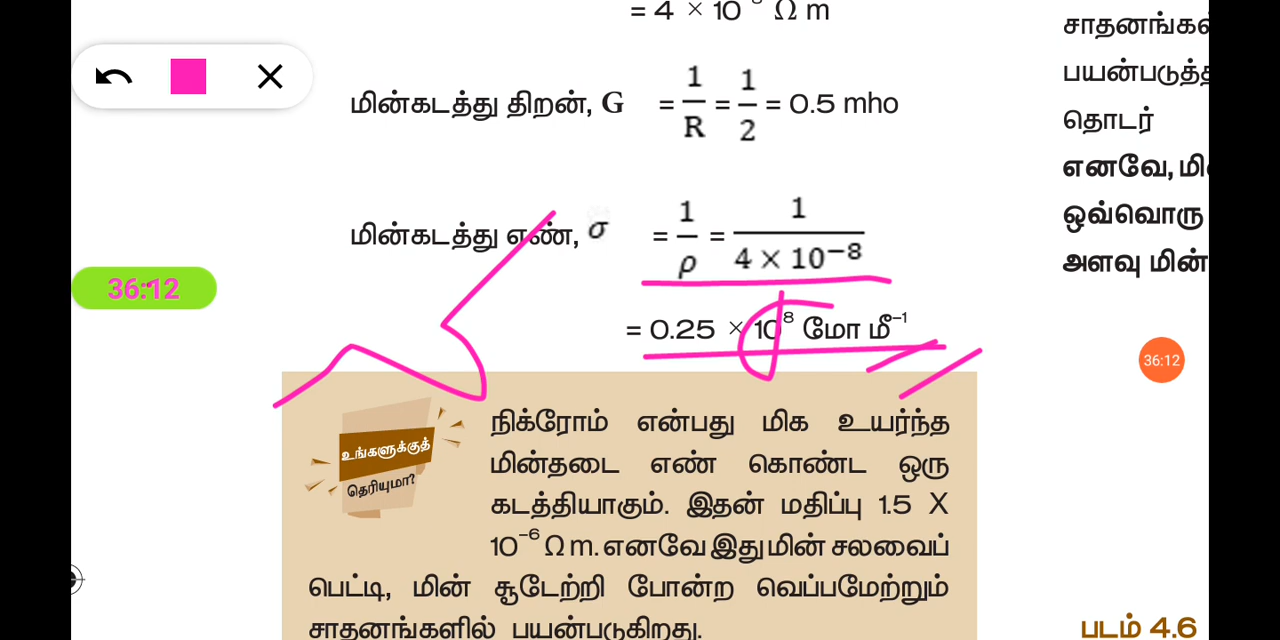 = 4 × 10 Ω m
மின்கடத்து திறன், G = 1/R = 1/2 = 0.5 mho
மின்கடத்து எண், σ = 1/ρ = 1/(4 × 10⁻⁸)
= 0.25 × 10⁸ மோ மீ⁻¹
36:12
உங்களுக்குத்
தெரியுமா?
நிக்ரோம் என்பது மிக உயர்ந்த
மின்தடை எண் கொண்ட ஒரு
கடத்தியாகும். இதன் மதிப்பு 1.5 X
10⁻⁶ Ω m. எனவே இது மின் சலவைப்
பெட்டி, மின் சூடேற்றி போன்ற வெப்பமேற்றும்
சாதனங்களில் பயன்படுகிறது.
பயன்படுத்த
தொடர்
எனவே,
ஒவ்வொரு
அளவு மின்
36:12
படம் 4.6